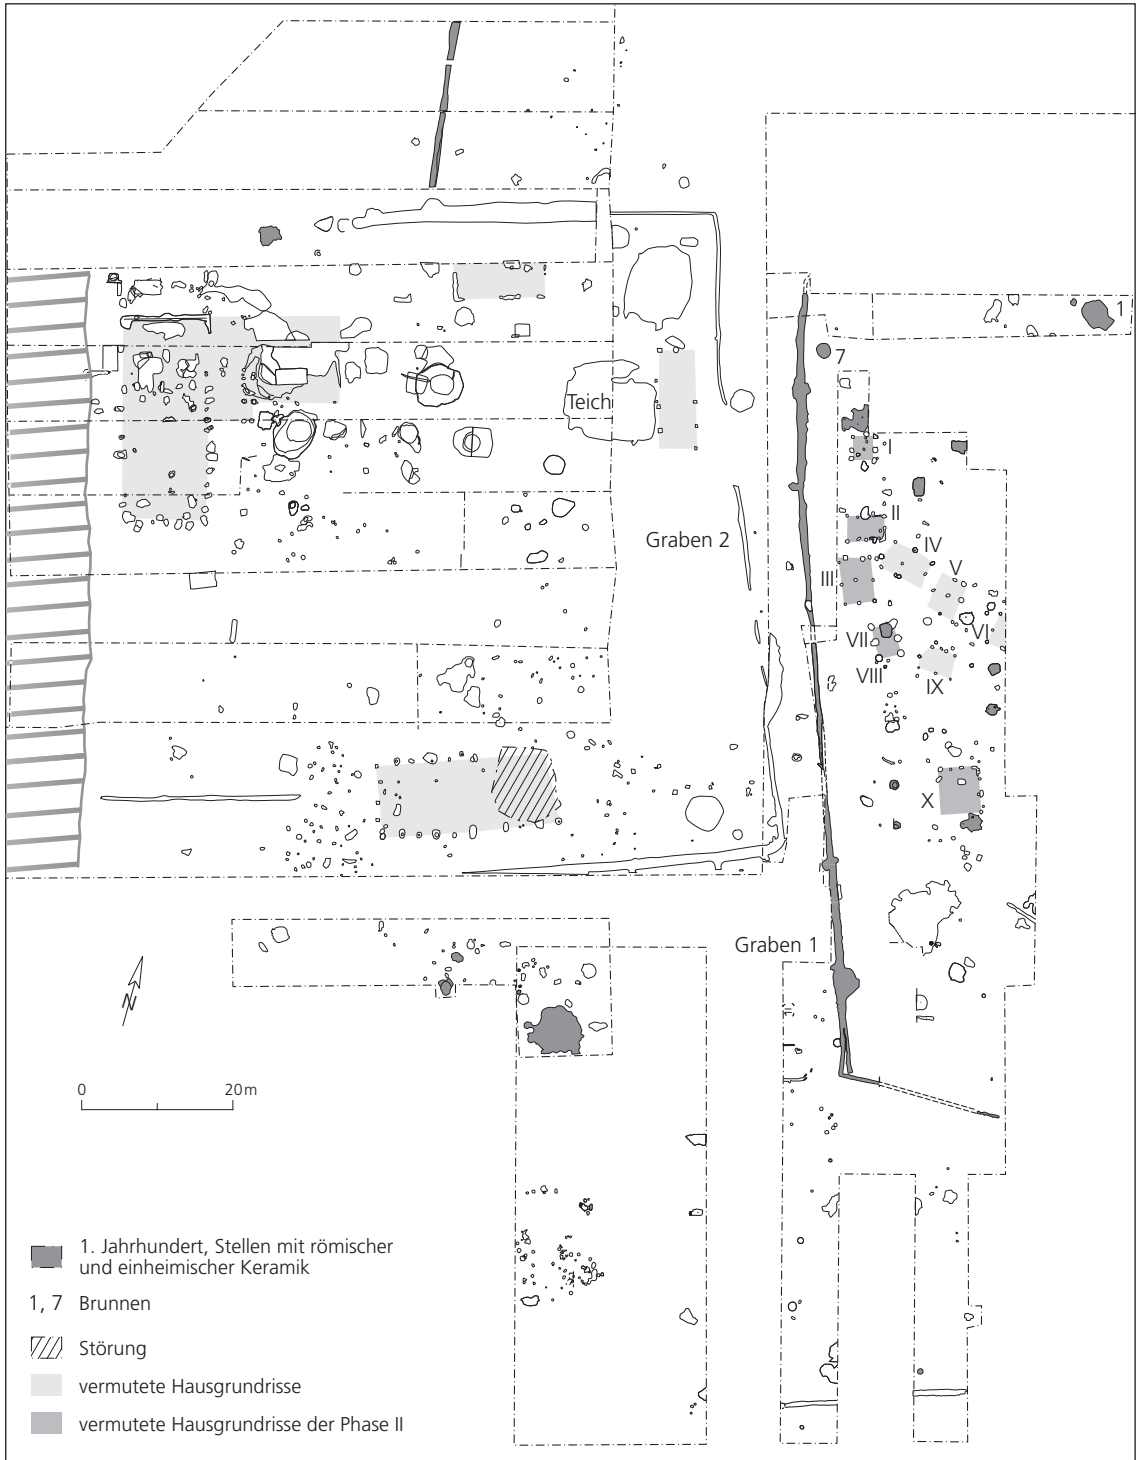 1
7
Teich
I
II
Graben 2
IV
V
III
VI
VII
VIII
IX
X
Graben 1
N
0 20m
1. Jahrhundert, Stellen mit römischer
und einheimischer Keramik
1, 7 Brunnen
Störung
vermutete Hausgrundrisse
vermutete Hausgrundrisse der Phase II